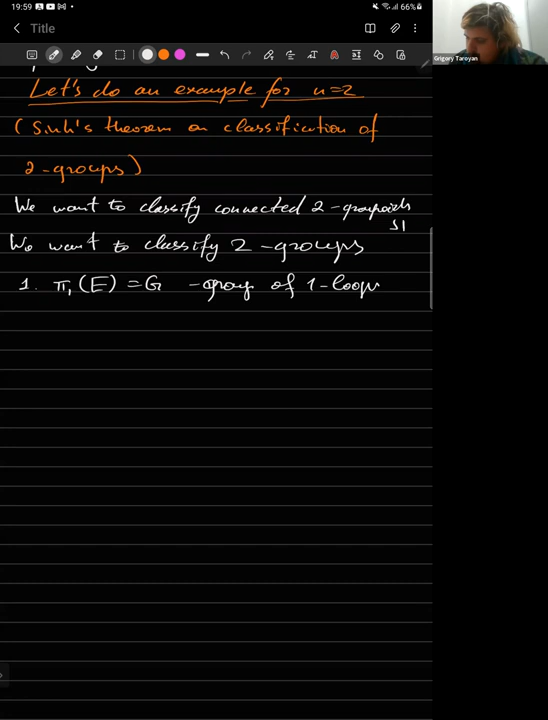 19:59
66%
Title
Grigory Taroyan
Let's do an example for n=2
(Sinh's theorem on classification of
2-groups)
We want to classify connected 2-groupoids
We want to classify 2-groups
1. π₁(E) = G - group of 1-loops